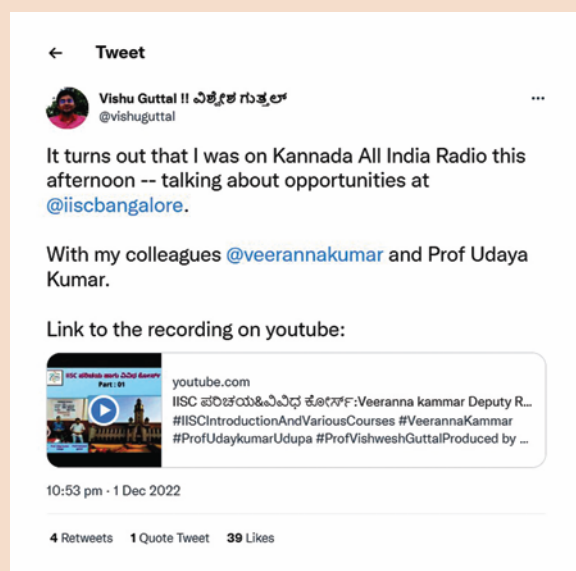 ← Tweet
Vishu Guttal !! ವಿಶ್ವೇಶ ಗುತ್ತಲ್
@vishuguttal
It turns out that I was on Kannada All India Radio this
afternoon -- talking about opportunities at
@iiscbangalore.
With my colleagues @veerannakumar and Prof Udaya
Kumar.
Link to the recording on youtube:
IISC ಪರಿಚಯ ಹಾಗು ವಿವಿಧ ಕೋರ್ಸ್
Part : 01
youtube.com
IISC ಪರಿಚಯ&ವಿವಿಧ ಕೋರ್ಸ್:Veeranna kammar Deputy R...
#IISCIntroductionAndVariousCourses #VeerannaKammar
#ProfUdaykumarUdupa #ProfVishweshGuttalProduced by ...
10:53 pm · 1 Dec 2022
4 Retweets 1 Quote Tweet 39 Likes